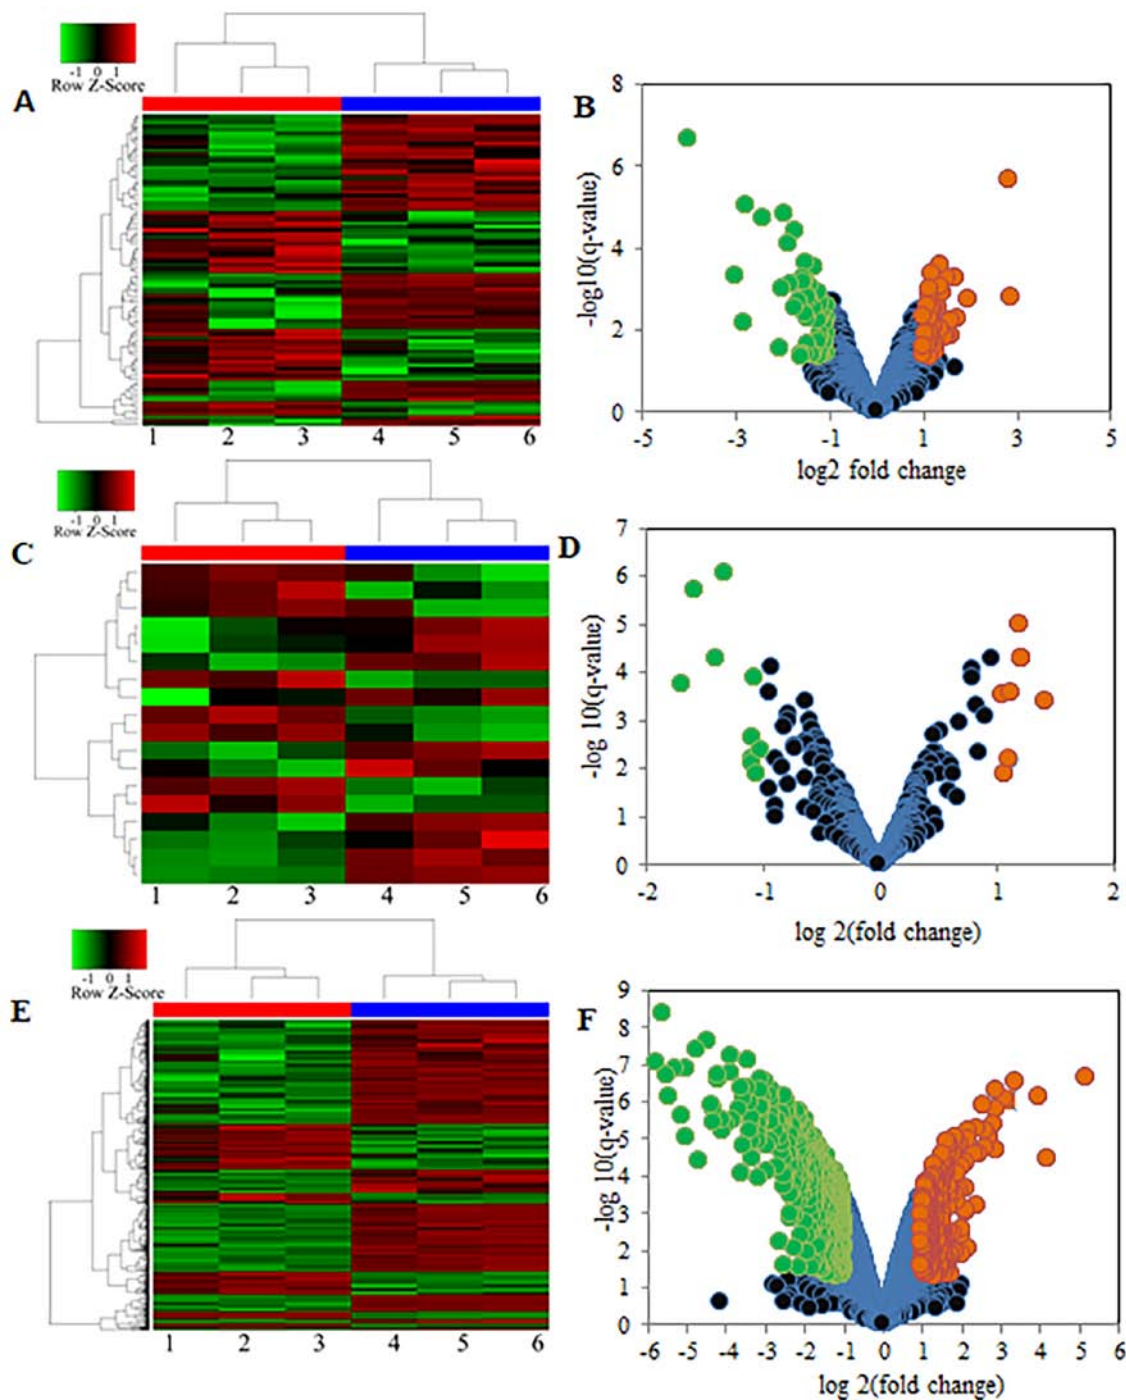 -1 0 1
Row Z-Score
A
1 2 3 4 5 6
B
8
6
4
2
0
-log10(q-value)
-5 -3 -1 1 3 5
log2 fold change
-1 0 1
Row Z-Score
C
1 2 3 4 5 6
D
7
6
5
4
3
2
1
0
-log 10(q-value)
-2 -1 0 1 2
log 2(fold change)
-1 0 1
Row Z-Score
E
1 2 3 4 5 6
F
9
8
7
6
5
4
3
2
1
0
-log 10(q-value)
-6 -5 -4 -3 -2 -1 0 1 2 3 4 5 6
log 2(fold change)